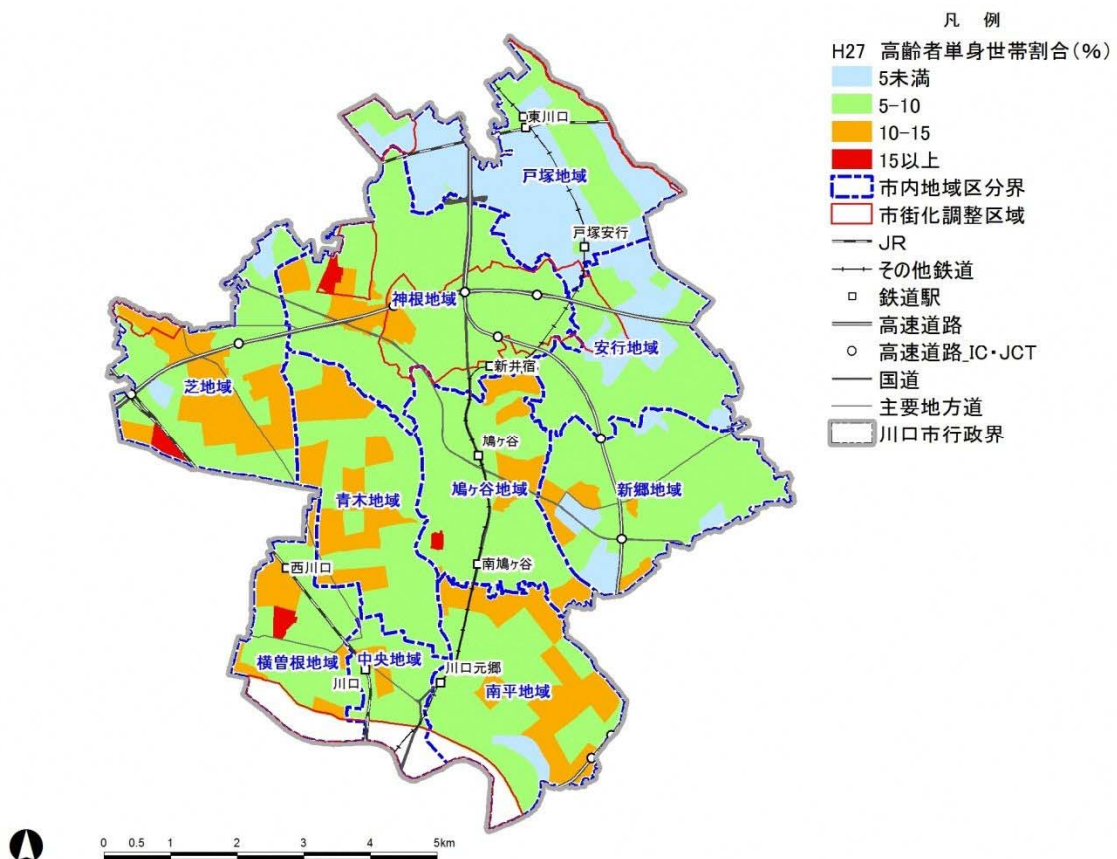 凡 例
H27 高齢者単身世帯割合(%)
5未満
5-10
10-15
15以上
市内地域区分界
市街化調整区域
JR
その他鉄道
鉄道駅
高速道路
高速道路_IC・JCT
国道
主要地方道
川口市行政界
東川口
戸塚地域
戸塚安行
神根地域
安行地域
新井宿
芝地域
鳩ヶ谷
青木地域
鳩ヶ谷地域
新郷地域
西川口
南鳩ヶ谷
横曽根地域
中央地域
川口元郷
川口
南平地域
0 0.5 1 2 3 4 5km